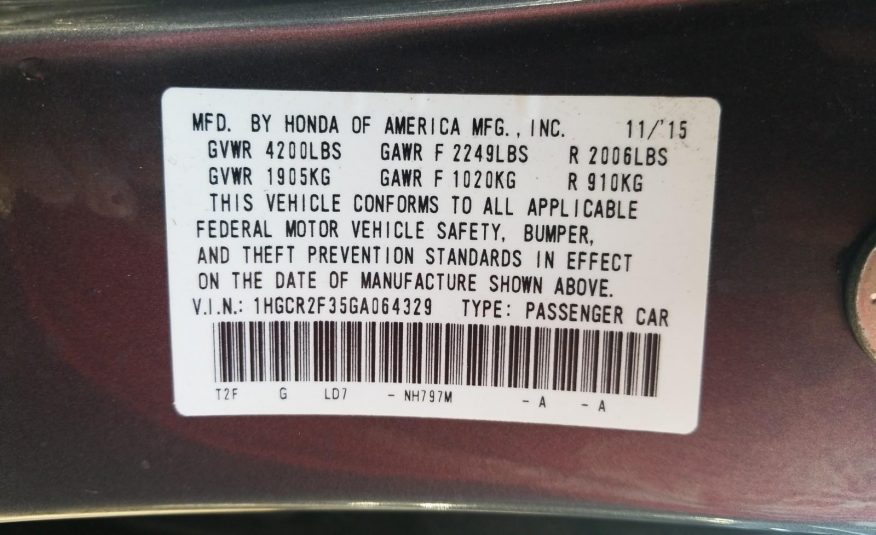 MFD. BY HONDA OF AMERICA MFG., INC. 11/'15
GVWR 4200LBS GAWR F 2249LBS R 2006LBS
GVWR 1905KG GAWR F 1020KG R 910KG
THIS VEHICLE CONFORMS TO ALL APPLICABLE
FEDERAL MOTOR VEHICLE SAFETY, BUMPER,
AND THEFT PREVENTION STANDARDS IN EFFECT
ON THE DATE OF MANUFACTURE SHOWN ABOVE.
V.I.N.: 1HGCR2F35GA064329 TYPE: PASSENGER CAR
T2F G LD7 - NH797M - A - A